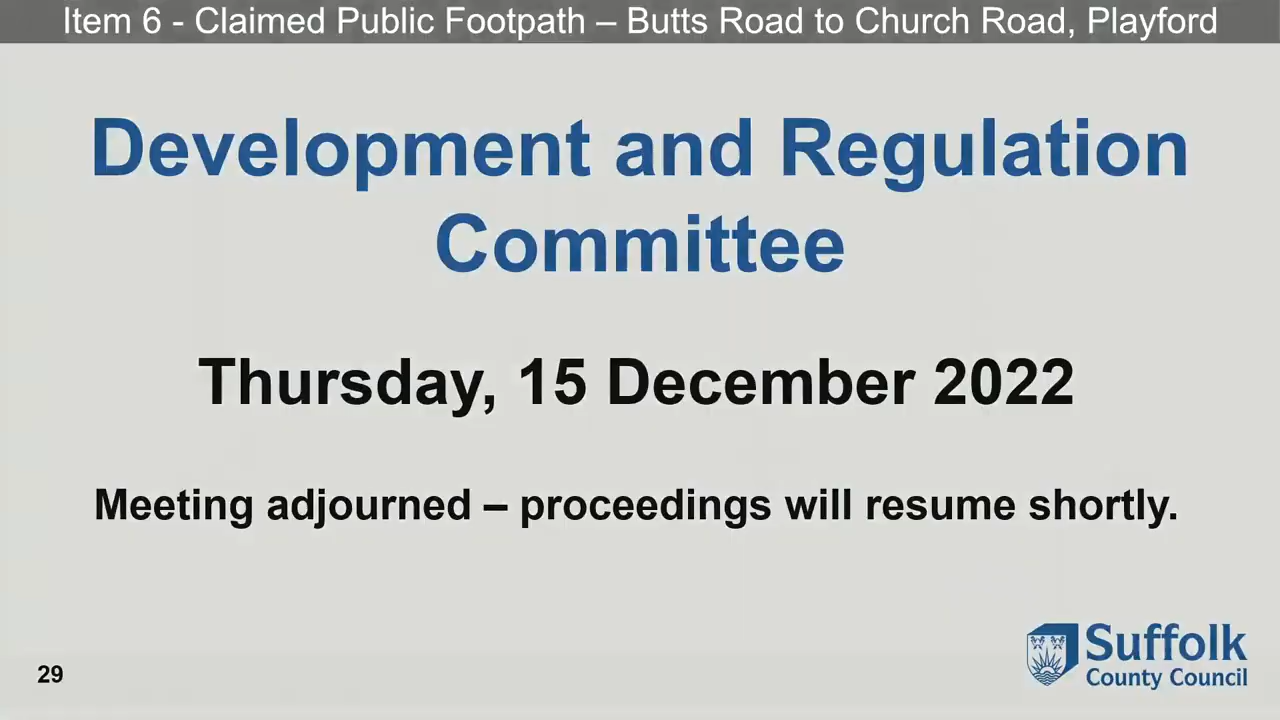 Item 6 - Claimed Public Footpath – Butts Road to Church Road, Playford
Development and Regulation
Committee
Thursday, 15 December 2022
Meeting adjourned – proceedings will resume shortly.
29
Suffolk
County Council